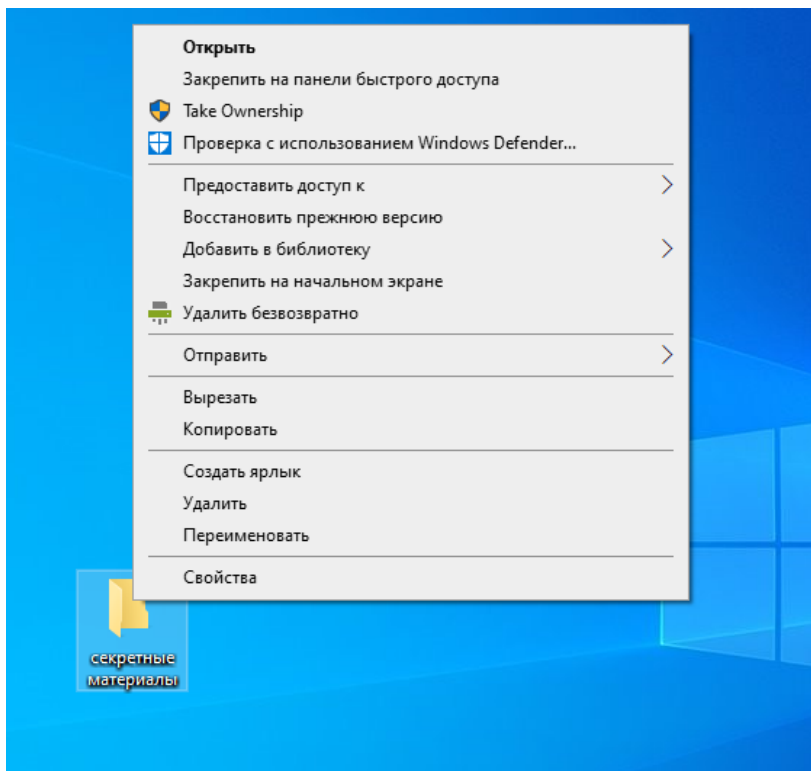 Открыть
Закрепить на панели быстрого доступа
Take Ownership
Проверка с использованием Windows Defender...
Предоставить доступ к
Восстановить прежнюю версию
Добавить в библиотеку
Закрепить на начальном экране
Удалить безвозвратно
Отправить
Вырезать
Копировать
Создать ярлык
Удалить
Переименовать
Свойства
секретные
материалы